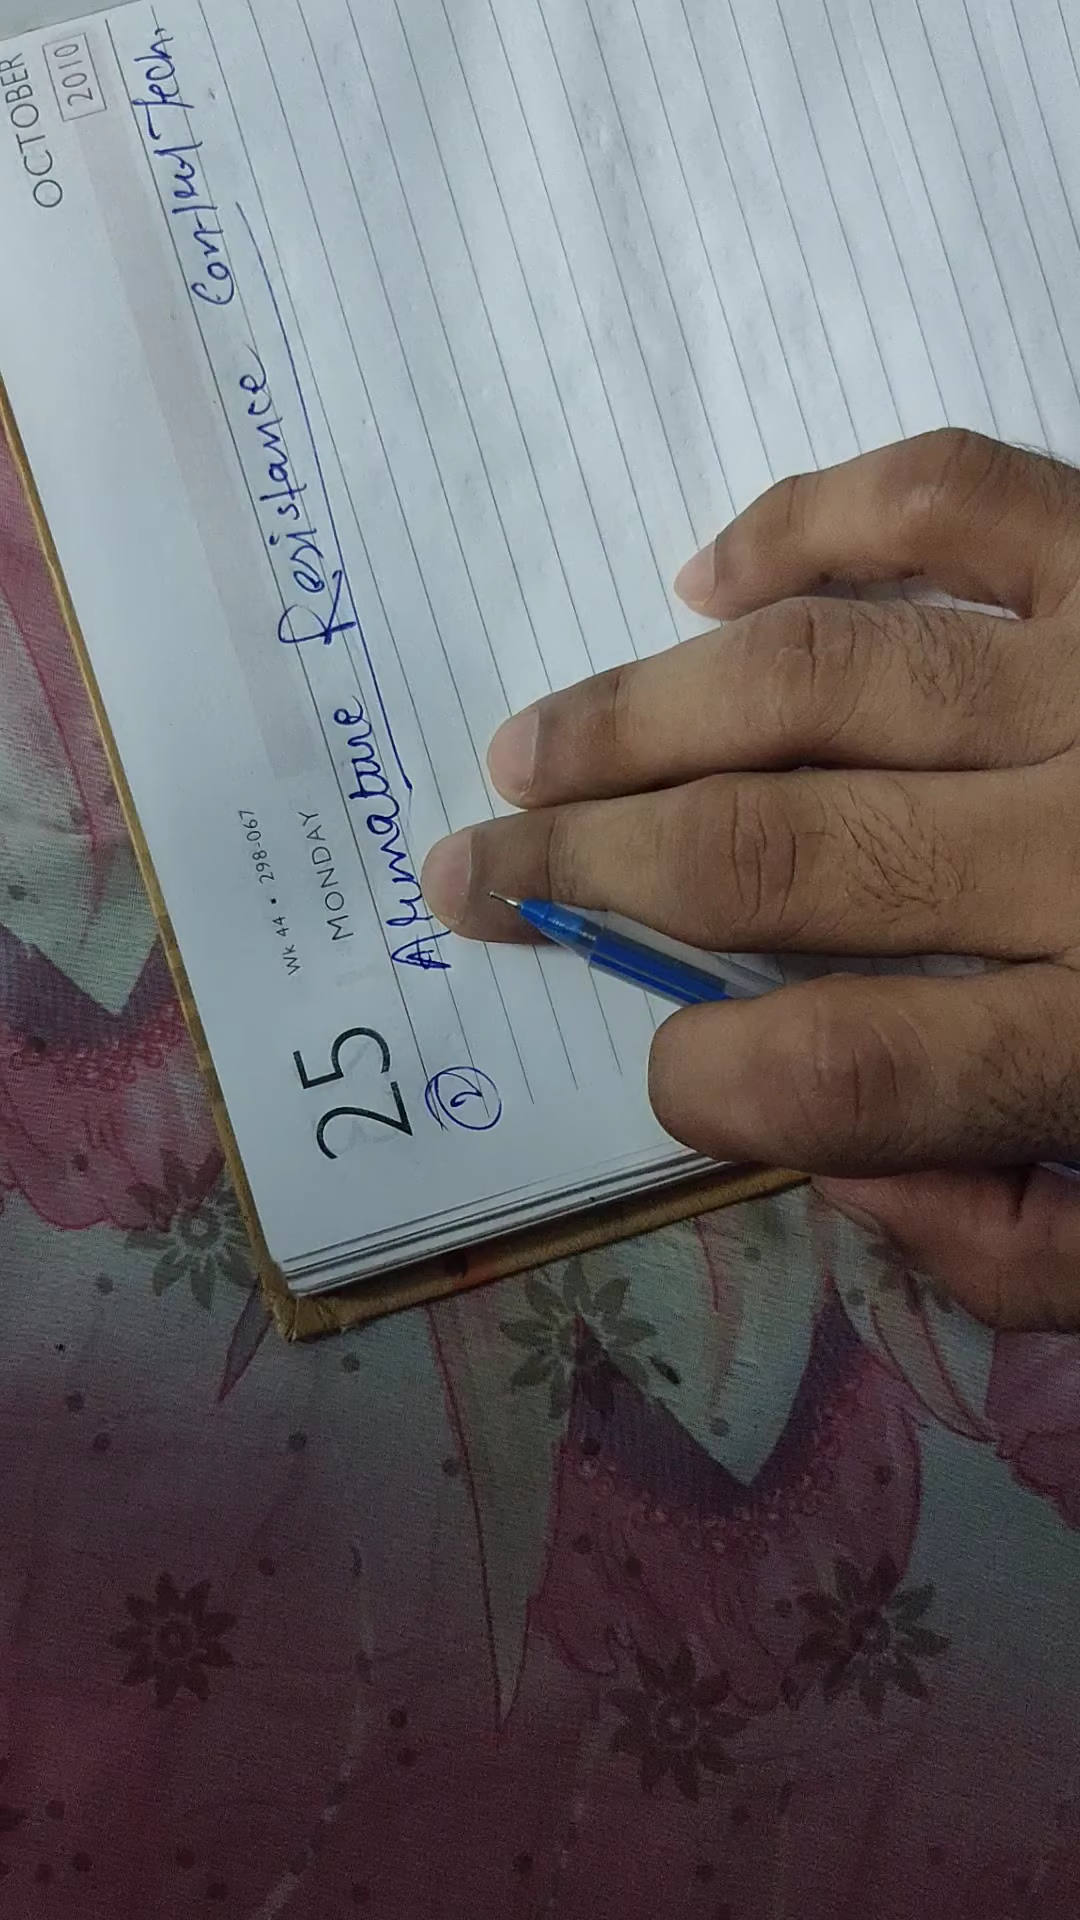 OCTOBER
2010
Wk 44 • 298-067
25 MONDAY
② Armature Resistance Control Tech.